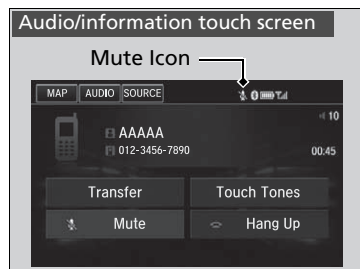 Audio/information touch screen
Mute Icon
MAP AUDIO SOURCE
10
AAAAA
012-3456-7890
00:45
Transfer Touch Tones
Mute Hang Up